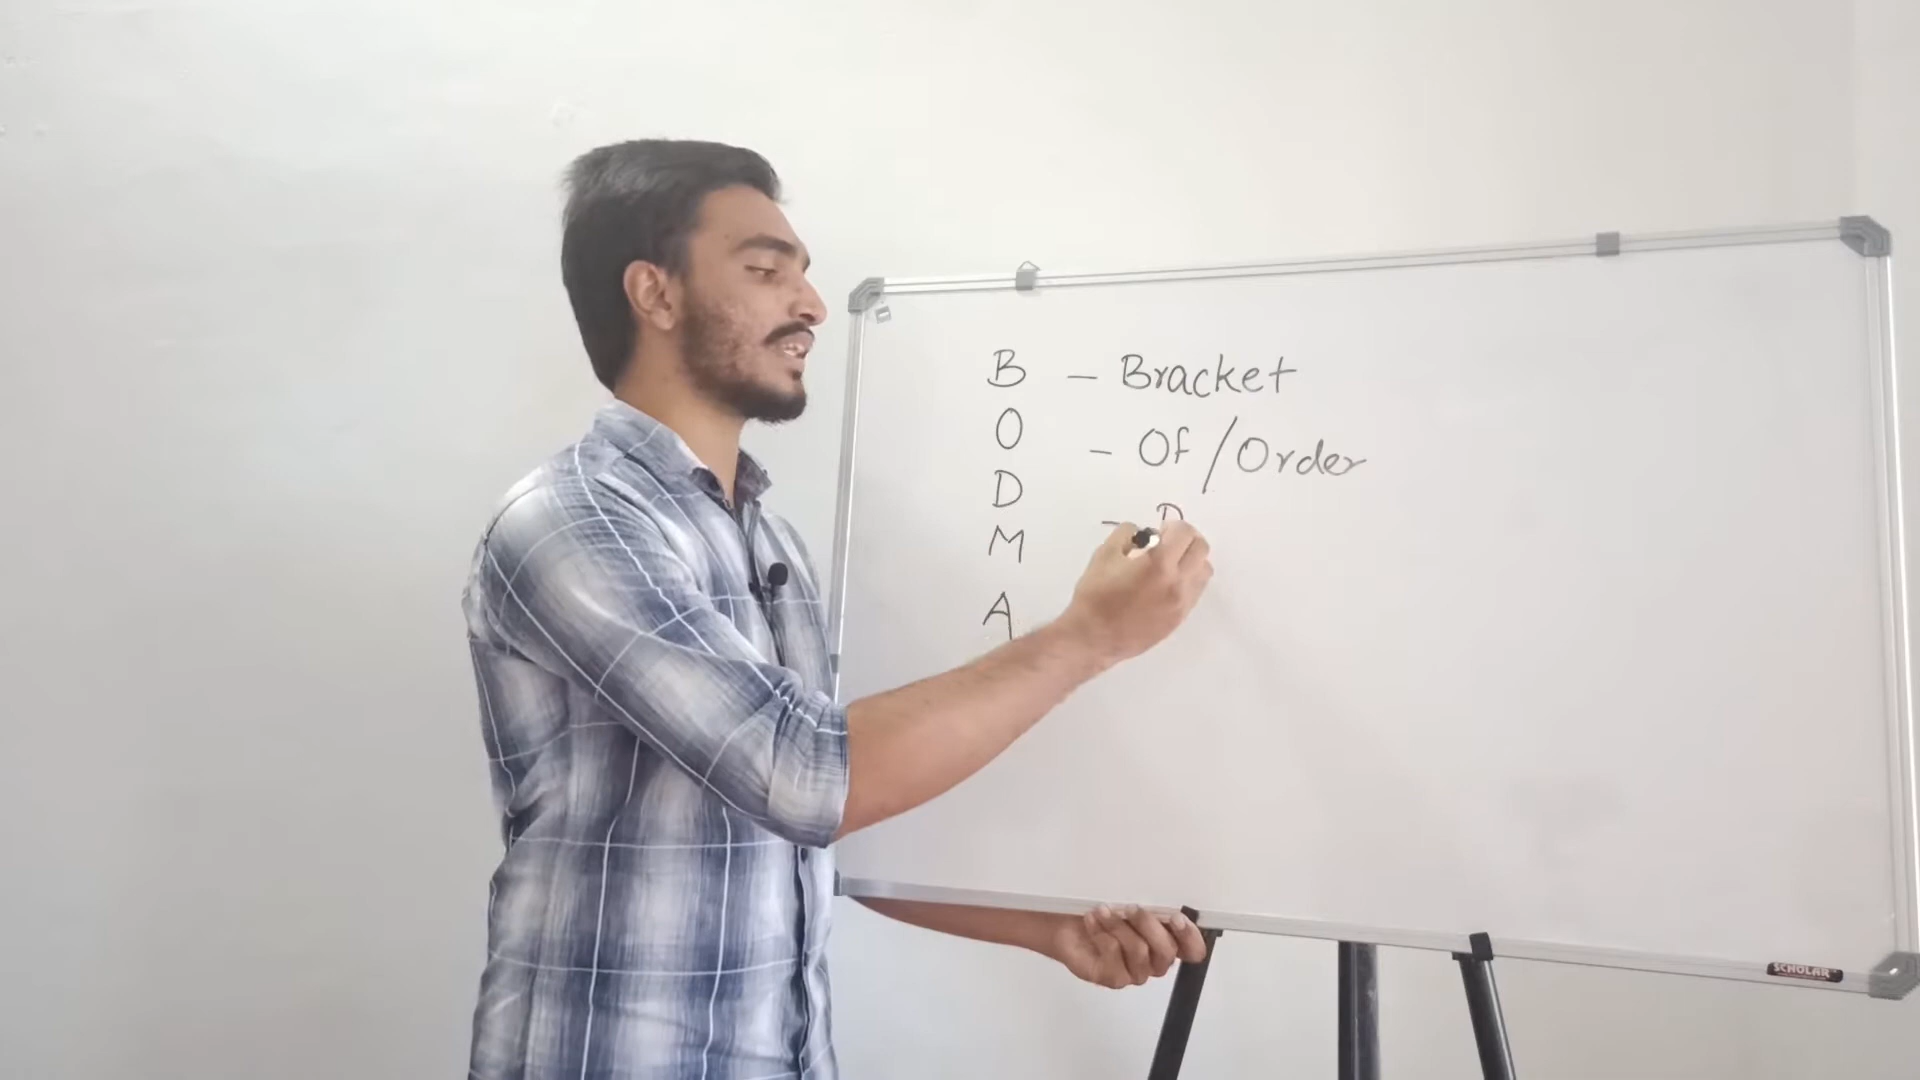 B - Bracket
O - Of / Order
D - D
M
A
SCHOLAR